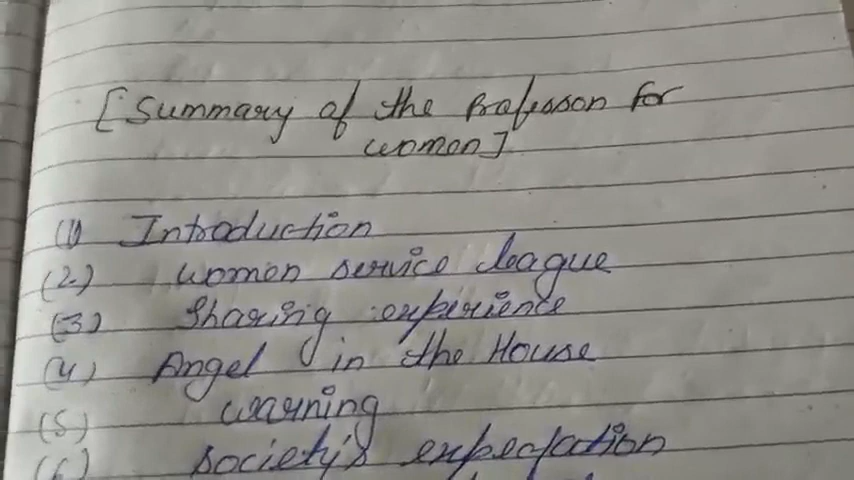 [Summary of the Profession for
women]
(1) Introduction
(2.) women service league
(3) Sharing experience
(4) Angel in the House
(5) warning
(6) society's expectation